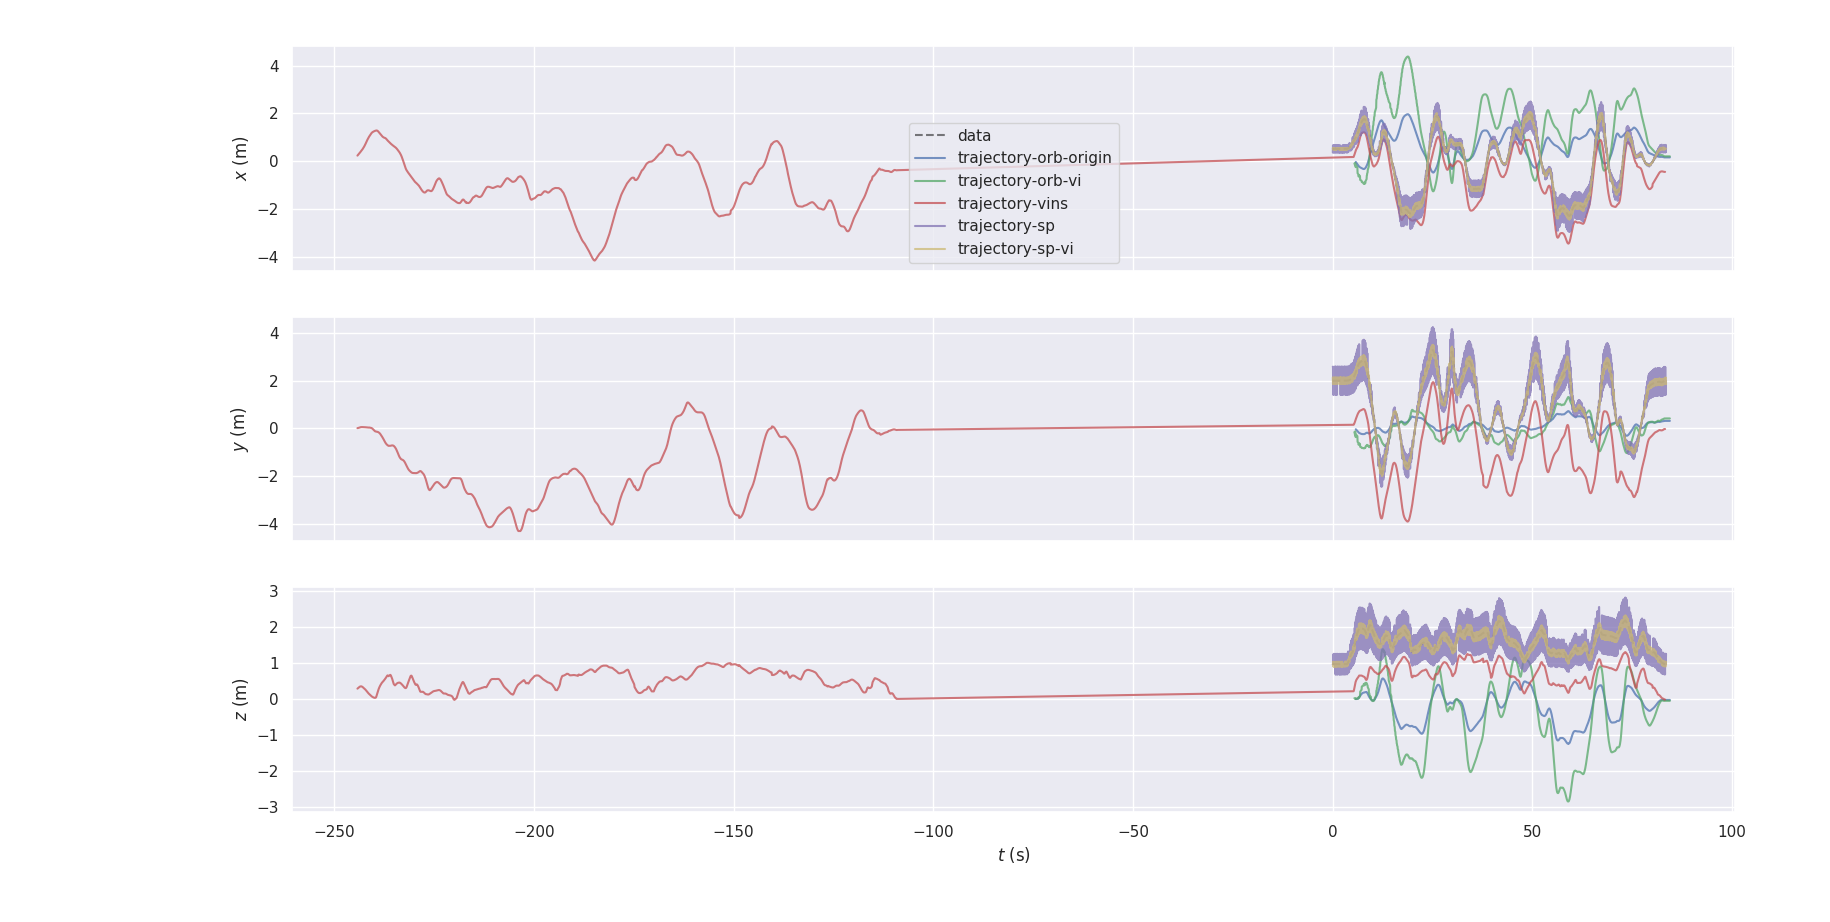 4
2
0
−2
−4
x (m)
data
trajectory-orb-origin
trajectory-orb-vi
trajectory-vins
trajectory-sp
trajectory-sp-vi
4
2
0
−2
−4
y (m)
3
2
1
0
−1
−2
−3
z (m)
−250 −200 −150 −100 −50 0 50 100
t (s)